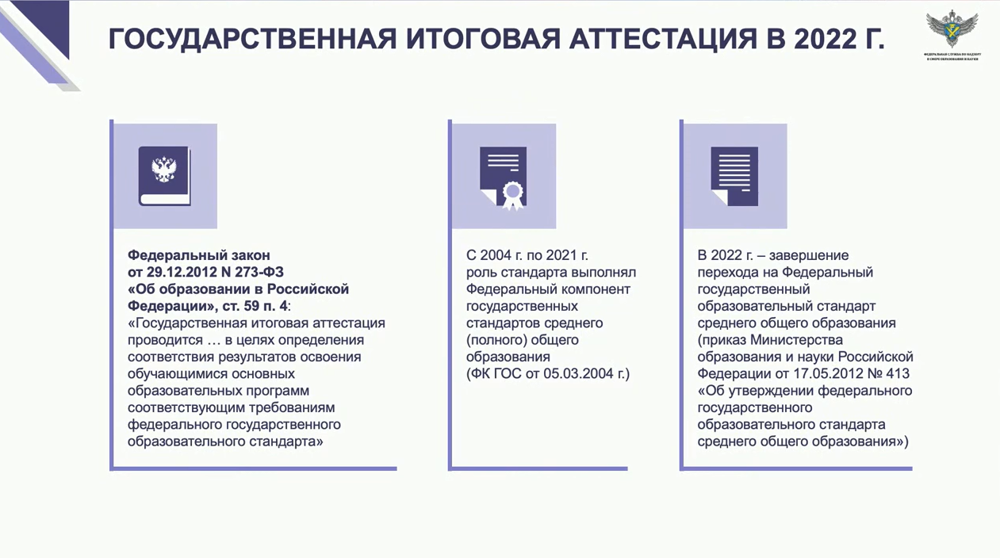 ГОСУДАРСТВЕННАЯ ИТОГОВАЯ АТТЕСТАЦИЯ В 2022 Г.
ФЕДЕРАЛЬНАЯ СЛУЖБА ПО НАДЗОРУ
В СФЕРЕ ОБРАЗОВАНИЯ И НАУКИ
Федеральный закон
от 29.12.2012 N 273-ФЗ
«Об образовании в Российской
Федерации», ст. 59 п. 4:
«Государственная итоговая аттестация
проводится … в целях определения
соответствия результатов освоения
обучающимися основных
образовательных программ
соответствующим требованиям
федерального государственного
образовательного стандарта»
С 2004 г. по 2021 г.
роль стандарта выполнял
Федеральный компонент
государственных
стандартов среднего
(полного) общего
образования
(ФК ГОС от 05.03.2004 г.)
В 2022 г. – завершение
перехода на Федеральный
государственный
образовательный стандарт
среднего общего образования
(приказ Министерства
образования и науки Российской
Федерации от 17.05.2012 № 413
«Об утверждении федерального
государственного
образовательного стандарта
среднего общего образования»)